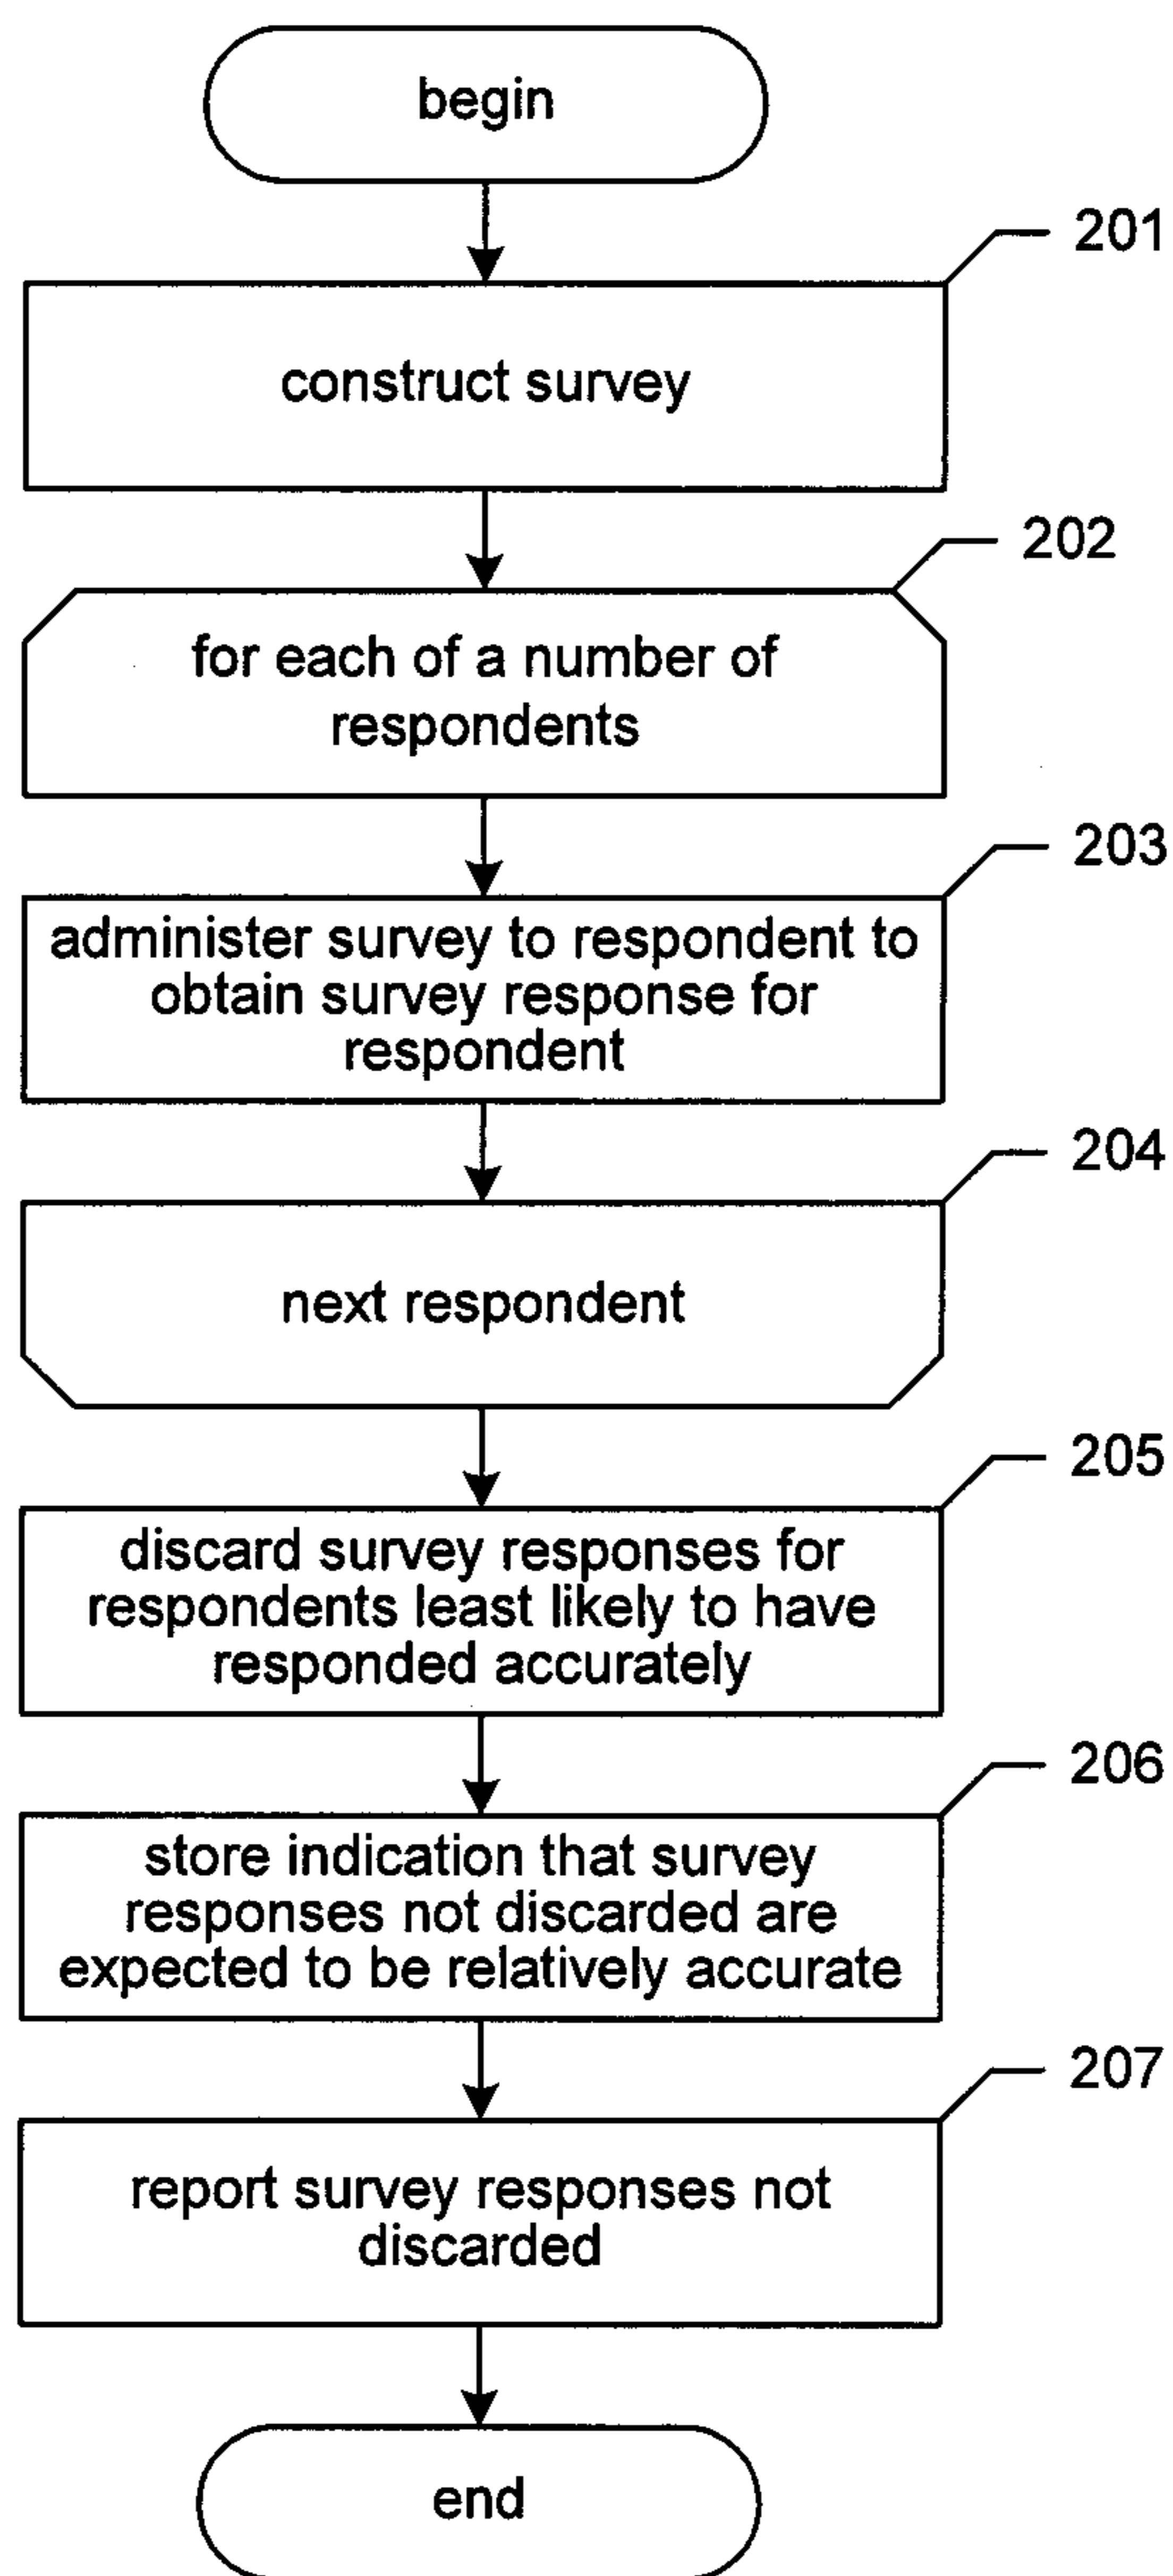 begin
201
construct survey
202
for each of a number of
respondents
203
administer survey to respondent to
obtain survey response for
respondent
204
next respondent
205
discard survey responses for
respondents least likely to have
responded accurately
206
store indication that survey
responses not discarded are
expected to be relatively accurate
207
report survey responses not
discarded
end